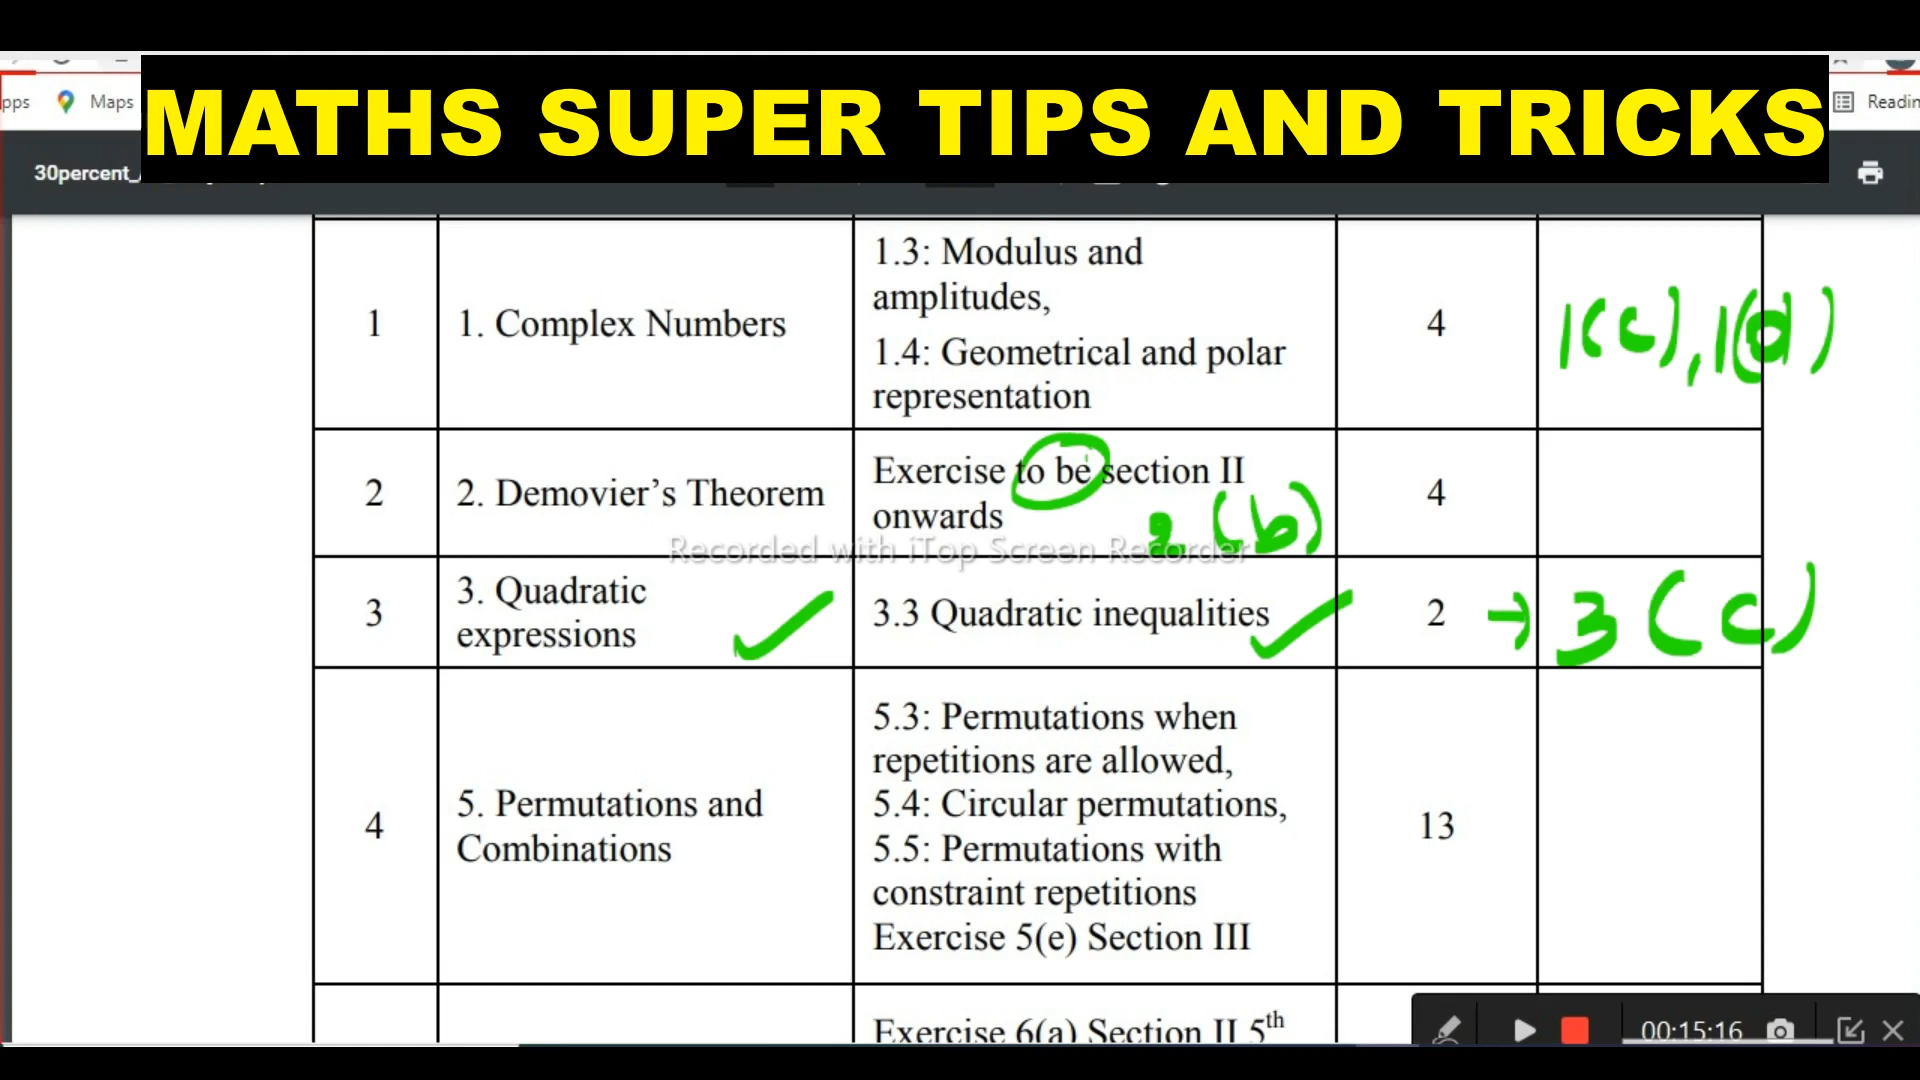 MATHS SUPER TIPS AND TRICKS
pps Maps
Readin
30percent_
1
1. Complex Numbers
1.3: Modulus and
amplitudes,
1.4: Geometrical and polar
representation
4
1(c), 1(d)
2
2. Demovier’s Theorem
Exercise to be section II
onwards
2(b)
4
Recorded with iTop Screen Recorder
3
3. Quadratic
expressions
3.3 Quadratic inequalities
2
→ 3(c)
4
5. Permutations and
Combinations
5.3: Permutations when
repetitions are allowed,
5.4: Circular permutations,
5.5: Permutations with
constraint repetitions
Exercise 5(e) Section III
13
Exercise 6(a) Section II 5th
00:15:16